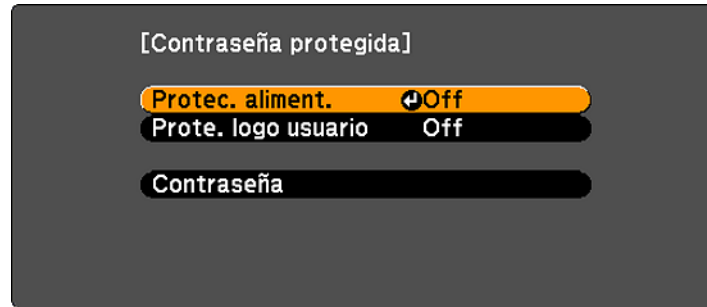 [Contraseña protegida]
Protec. aliment. Off
Prote. logo usuario Off
Contraseña